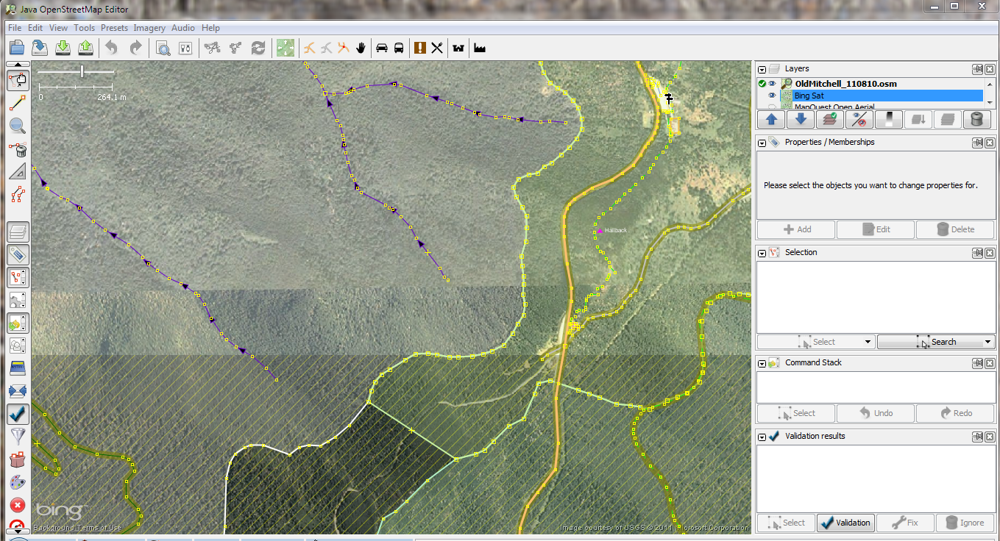 Java OpenStreetMap Editor
File Edit View Tools Presets Imagery Audio Help
0 264.1 m
Hallback
bing™
Background Terms of Use
Image courtesy of USGS © 2011 Microsoft Corporation
Layers
OldMitchell_110810.osm
Bing Sat
MapQuest Open Aerial
Properties / Memberships
Please select the objects you want to change properties for.
Add Edit Delete
Selection
Select Search
Command Stack
Select Undo Redo
Validation results
Select Validation Fix Ignore